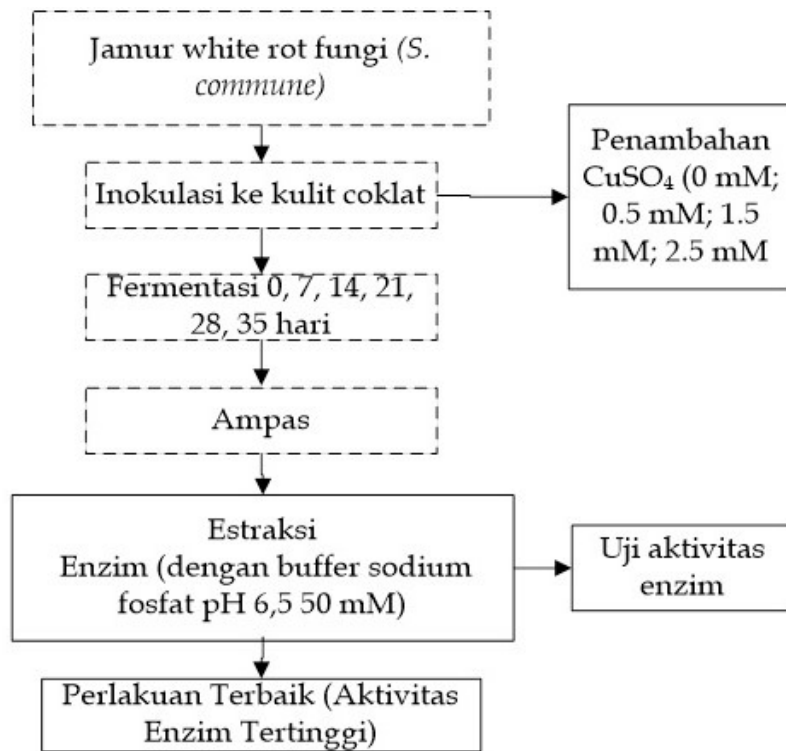 Jamur white rot fungi (S.
commune)
Inokulasi ke kulit coklat
Penambahan
CuSO₄ (0 mM;
0.5 mM; 1.5
mM; 2.5 mM
Fermentasi 0, 7, 14, 21,
28, 35 hari
Ampas
Estraksi
Enzim (dengan buffer sodium
fosfat pH 6,5 50 mM)
Uji aktivitas
enzim
Perlakuan Terbaik (Aktivitas
Enzim Tertinggi)